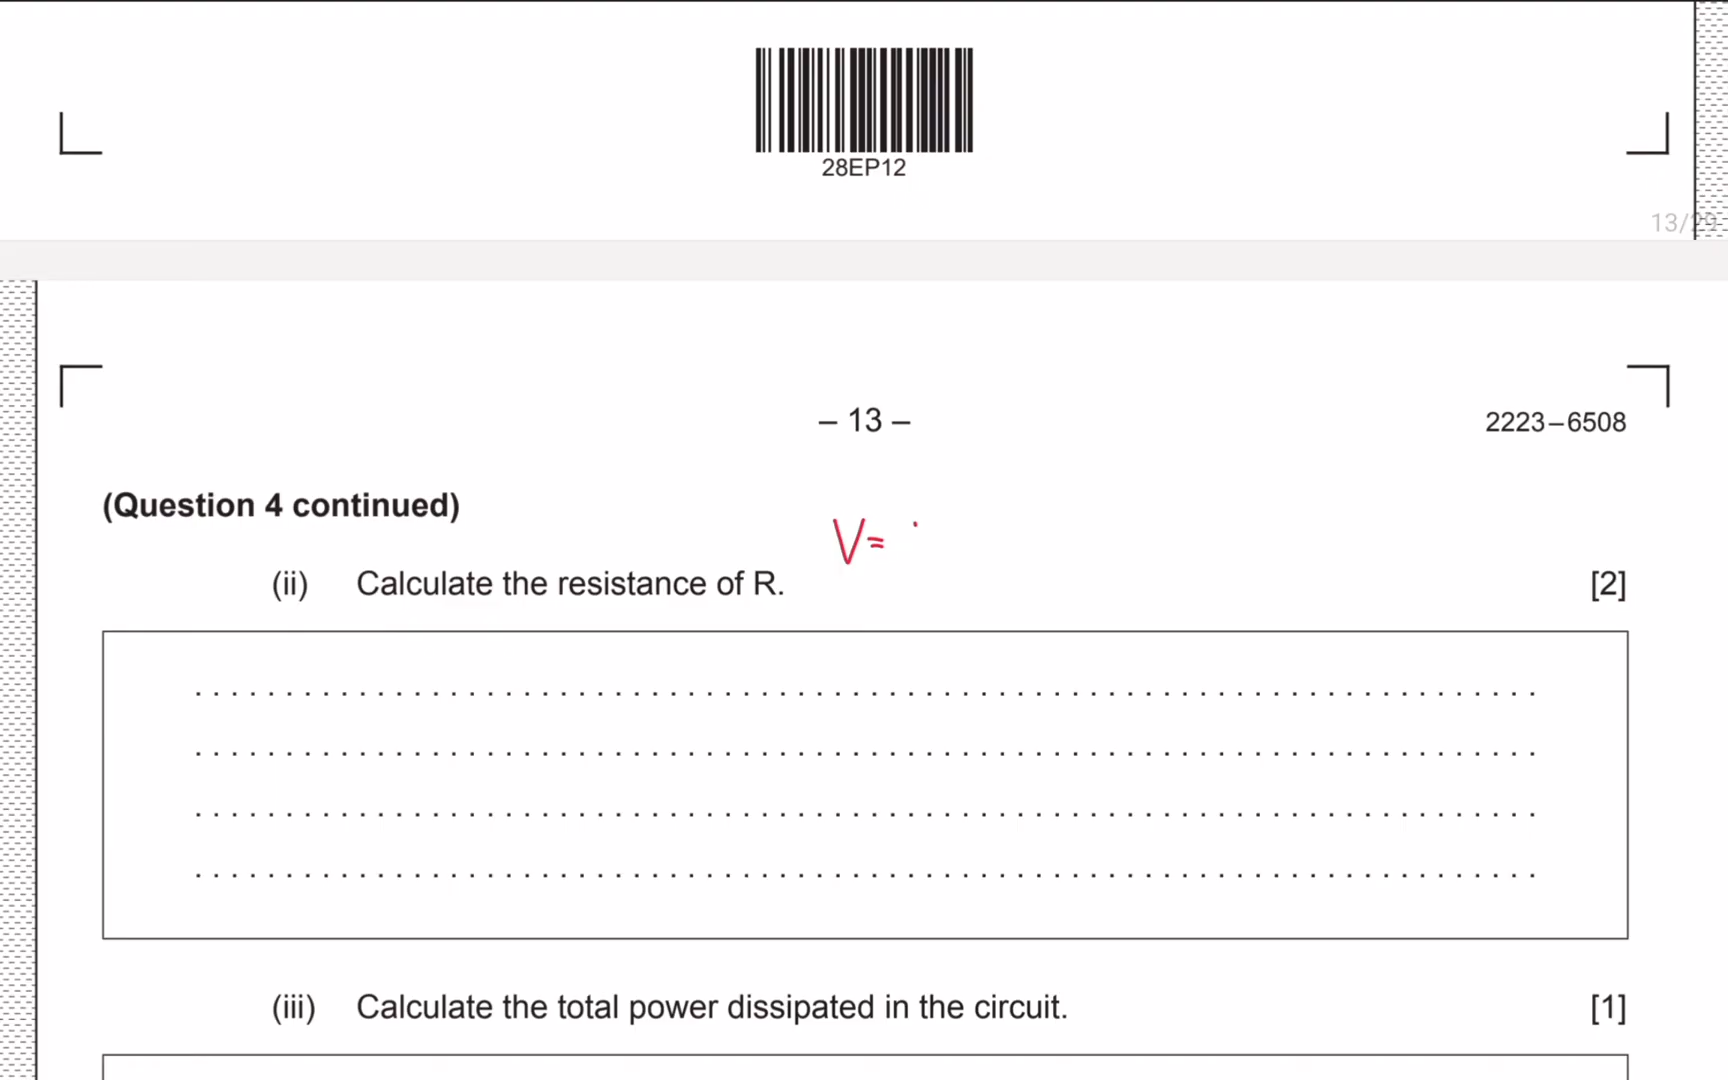 28EP12
13/29
– 13 –
2223–6508
(Question 4 continued)
V=
(ii) Calculate the resistance of R. [2]
(iii) Calculate the total power dissipated in the circuit. [1]